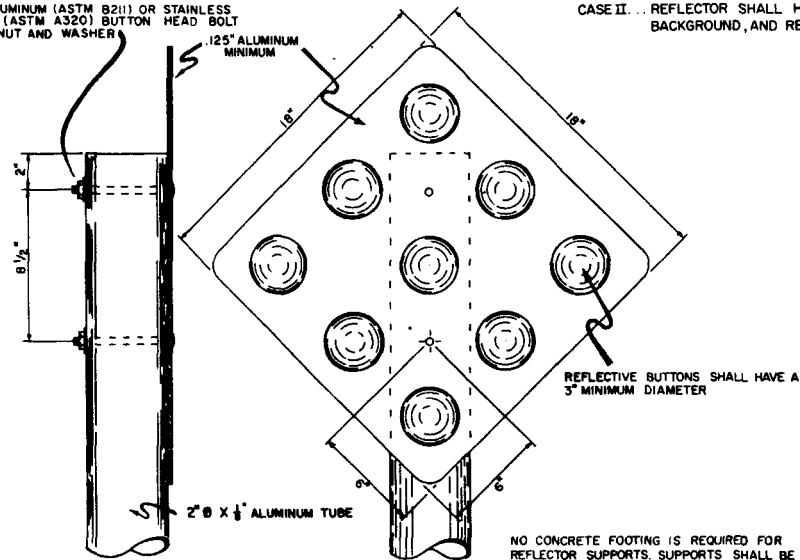 UMINUM (ASTM B211) OR STAINLESS
(ASTM A320) BUTTON HEAD BOLT
NUT AND WASHER
.125" ALUMINUM
MINIMUM
CASE II... REFLECTOR SHALL H
BACKGROUND, AND RE
18"
18"
2"
8 1/2"
REFLECTIVE BUTTONS SHALL HAVE A
3" MINIMUM DIAMETER
6"
2" Ø X 1/8" ALUMINUM TUBE
NO CONCRETE FOOTING IS REQUIRED FOR
REFLECTOR SUPPORTS. SUPPORTS SHALL BE